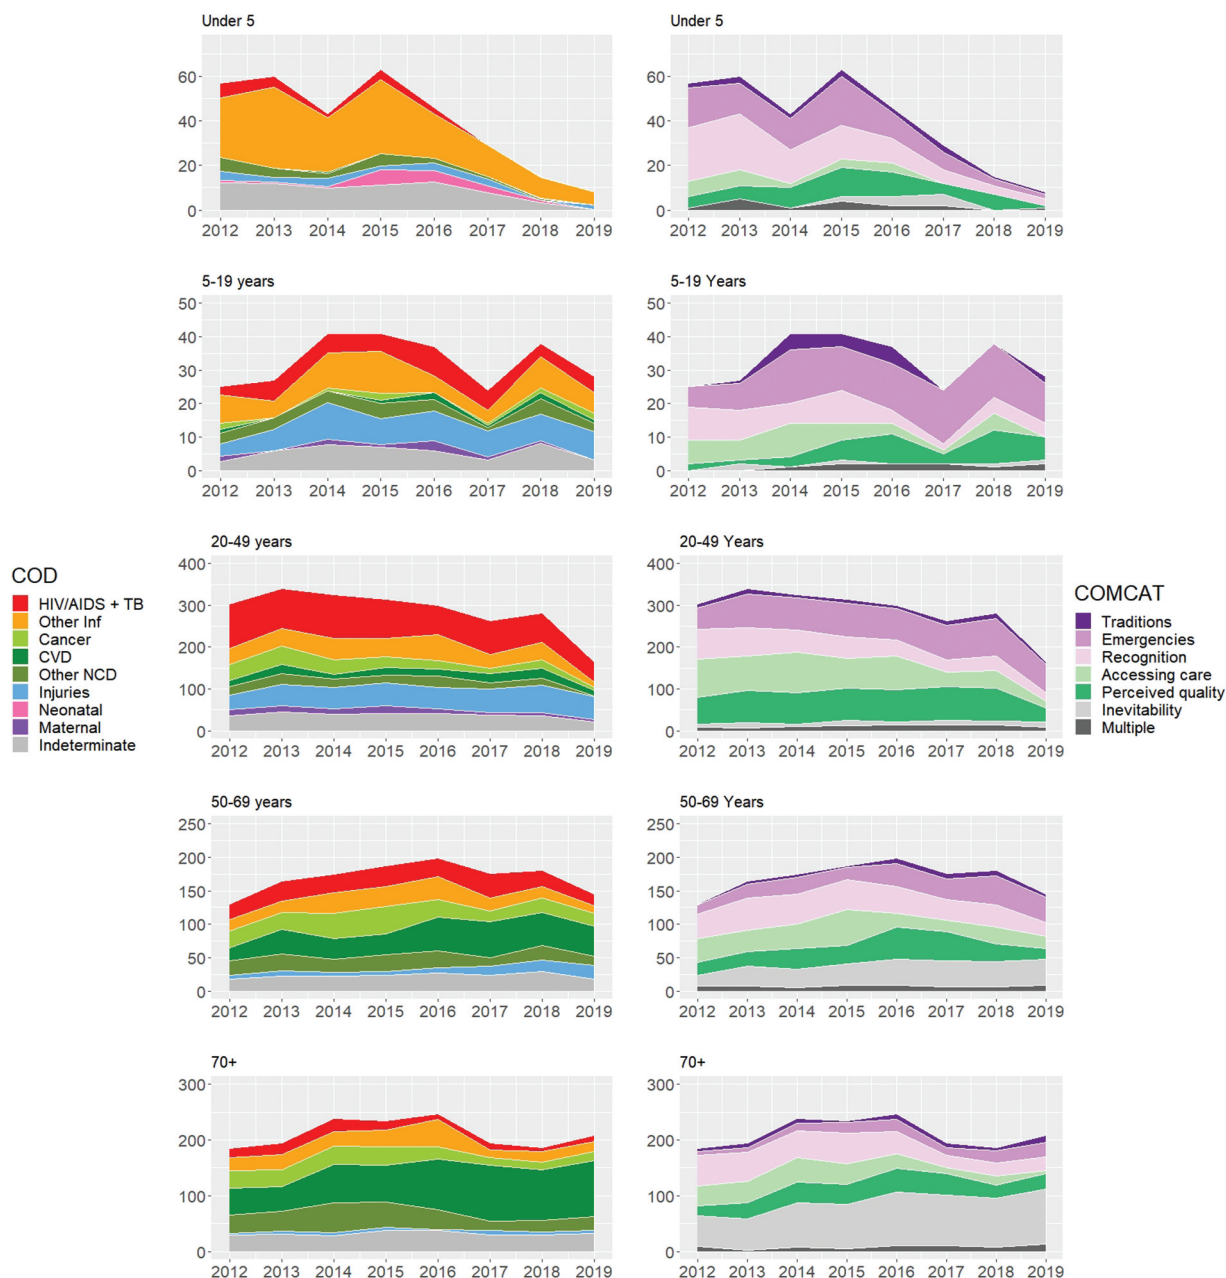 Under 5
Under 5
60
40
20
0
2012 2013 2014 2015 2016 2017 2018 2019
60
40
20
0
2012 2013 2014 2015 2016 2017 2018 2019
5-19 years
5-19 Years
50
40
30
20
10
0
2012 2013 2014 2015 2016 2017 2018 2019
50
40
30
20
10
0
2012 2013 2014 2015 2016 2017 2018 2019
20-49 years
20-49 Years
400
300
200
100
0
2012 2013 2014 2015 2016 2017 2018 2019
400
300
200
100
0
2012 2013 2014 2015 2016 2017 2018 2019
COD
HIV/AIDS + TB
Other Inf
Cancer
CVD
Other NCD
Injuries
Neonatal
Maternal
Indeterminate
COMCAT
Traditions
Emergencies
Recognition
Accessing care
Perceived quality
Inevitability
Multiple
50-69 years
50-69 Years
250
200
150
100
50
0
2012 2013 2014 2015 2016 2017 2018 2019
250
200
150
100
50
0
2012 2013 2014 2015 2016 2017 2018 2019
70+
70+
300
200
100
0
2012 2013 2014 2015 2016 2017 2018 2019
300
200
100
0
2012 2013 2014 2015 2016 2017 2018 2019